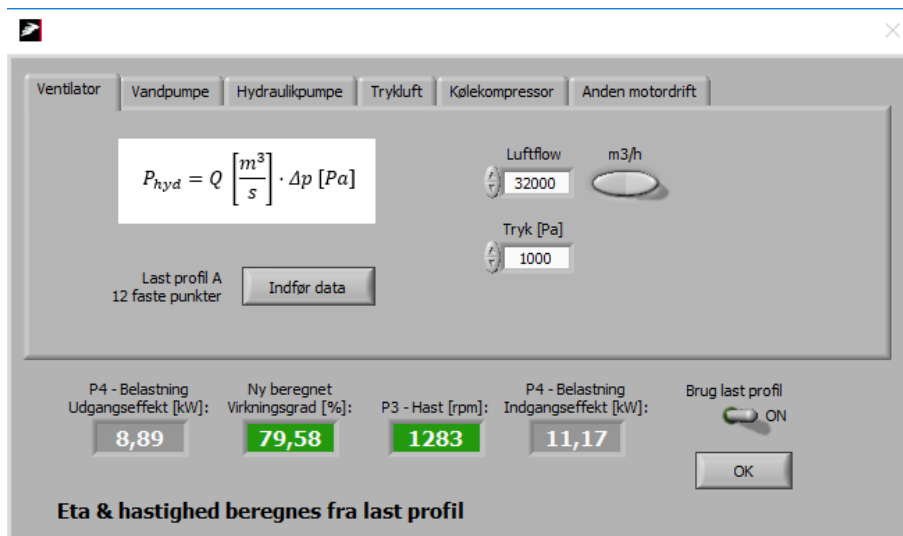 Ventilator Vandpumpe Hydraulikpumpe Trykluft Kølekompressor Anden motordrift
P_hyd = Q [m³/s] · Δp [Pa]
Luftflow m3/h
32000
Tryk [Pa]
1000
Last profil A
12 faste punkter
Indfør data
P4 - Belastning
Udgangseffekt [kW]:
8,89
Ny beregnet
Virkningsgrad [%]:
79,58
P3 - Hast [rpm]:
1283
P4 - Belastning
Indgangseffekt [kW]:
11,17
Brug last profil
ON
OK
Eta & hastighed beregnes fra last profil